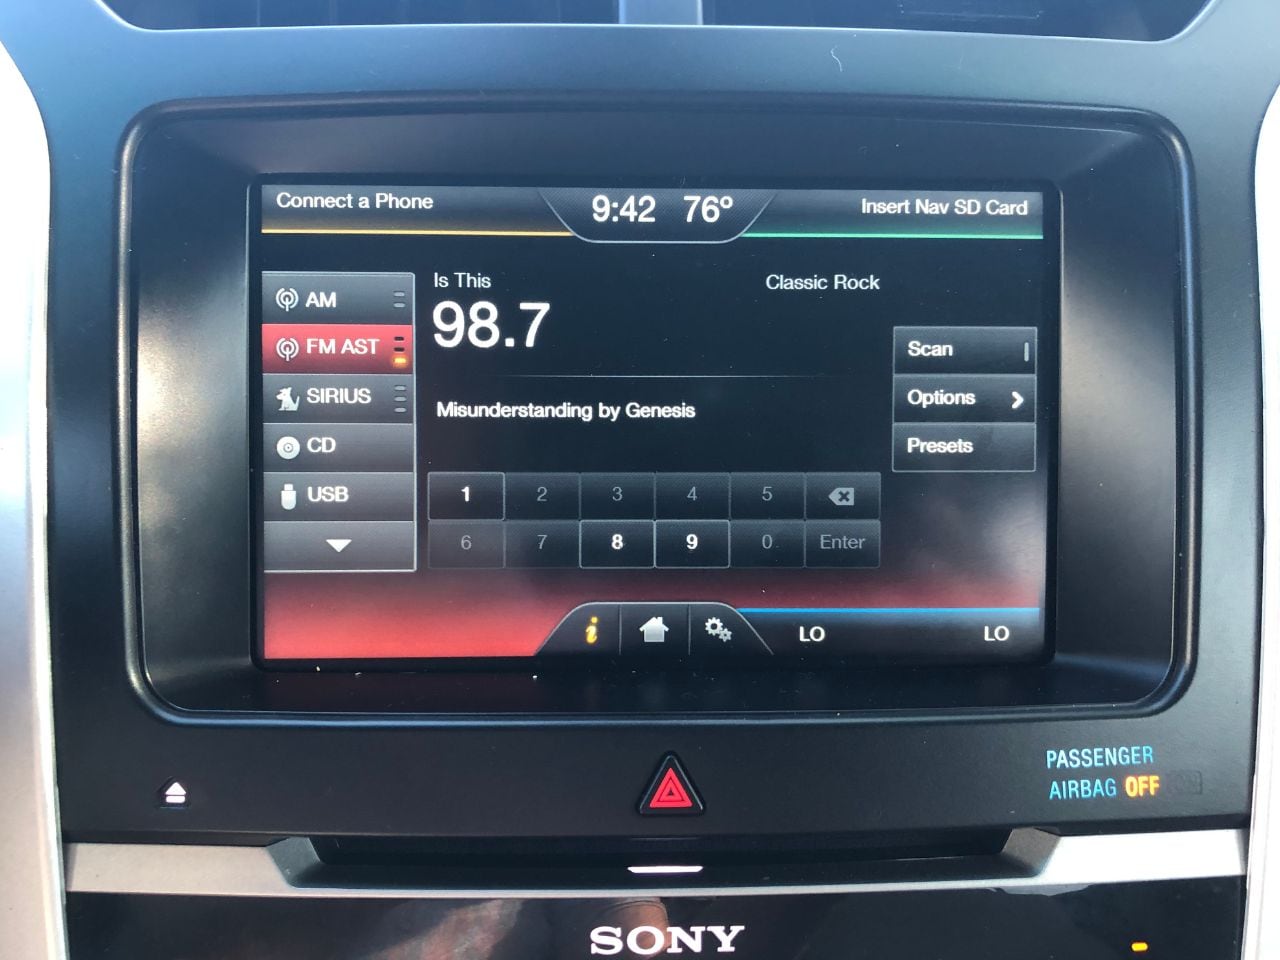 Connect a Phone
9:42 76°
Insert Nav SD Card
AM
FM AST
SIRIUS
CD
USB
Is This
98.7
Classic Rock
Misunderstanding by Genesis
Scan
Options
Presets
1 2 3 4 5
6 7 8 9 0 Enter
i
LO
LO
PASSENGER
AIRBAG OFF
SONY